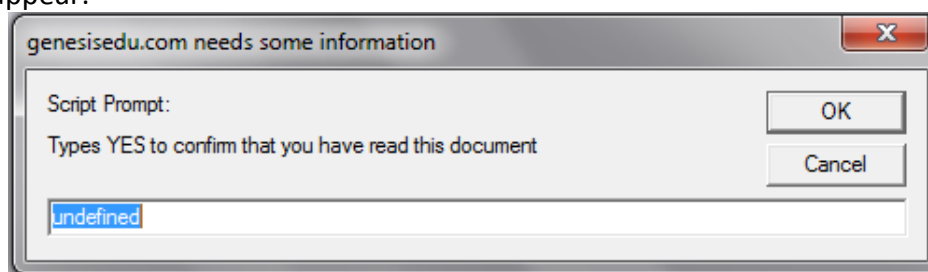 appear.
genesisedu.com needs some information
Script Prompt:
OK
Types YES to confirm that you have read this document
Cancel
undefined